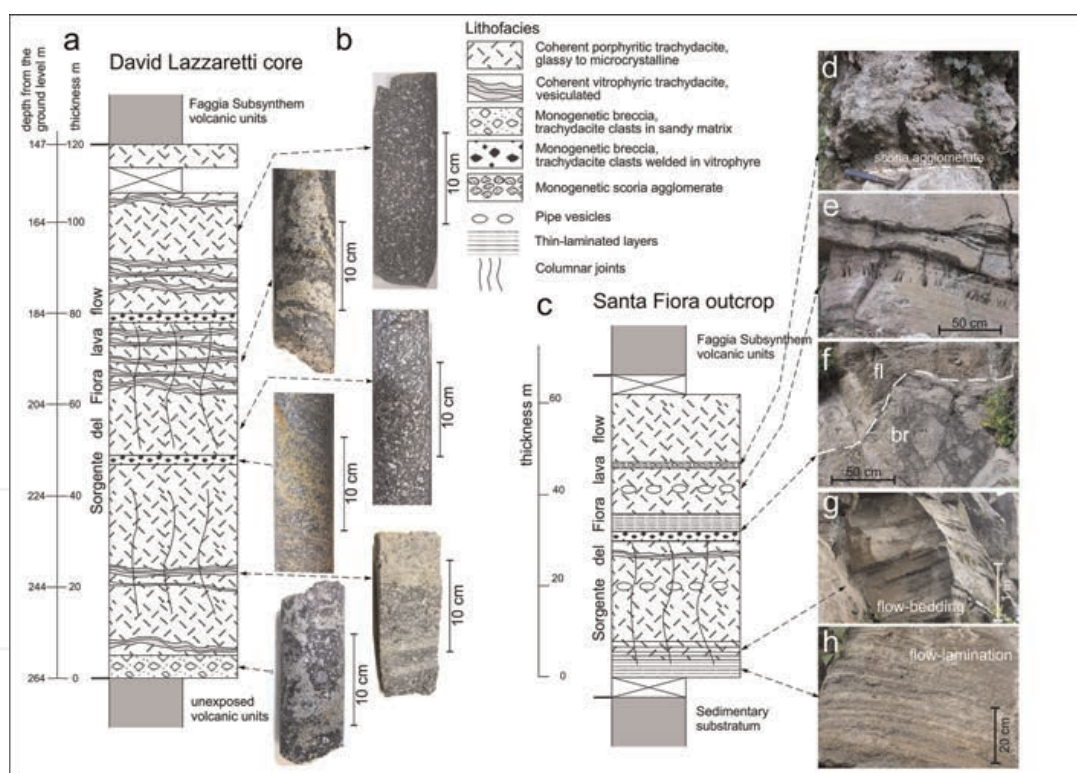 a
David Lazzaretti core
depth from the
ground level m
thickness m
Faggia Subsynthem
volcanic units
147
164
184
204
224
244
264
120
100
80
60
40
20
0
Sorgente del Fiora lava flow
unexposed
volcanic units
b
10 cm
10 cm
10 cm
10 cm
10 cm
10 cm
Lithofacies
Coherent porphyritic trachydacite,
glassy to microcrystalline
Coherent vitrophyric trachydacite,
vesiculated
Monogenetic breccia,
trachydacite clasts in sandy matrix
Monogenetic breccia,
trachydacite clasts welded in vitrophyre
Monogenetic scoria agglomerate
Pipe vesicles
Thin-laminated layers
Columnar joints
c
Santa Fiora outcrop
Faggia Subsynthem
volcanic units
thickness m
60
40
20
0
Sorgente del Fiora lava flow
Sedimentary
substratum
d
scoria agglomerate
e
50 cm
f
fl
br
50 cm
g
flow-bedding
h
flow-lamination
20 cm